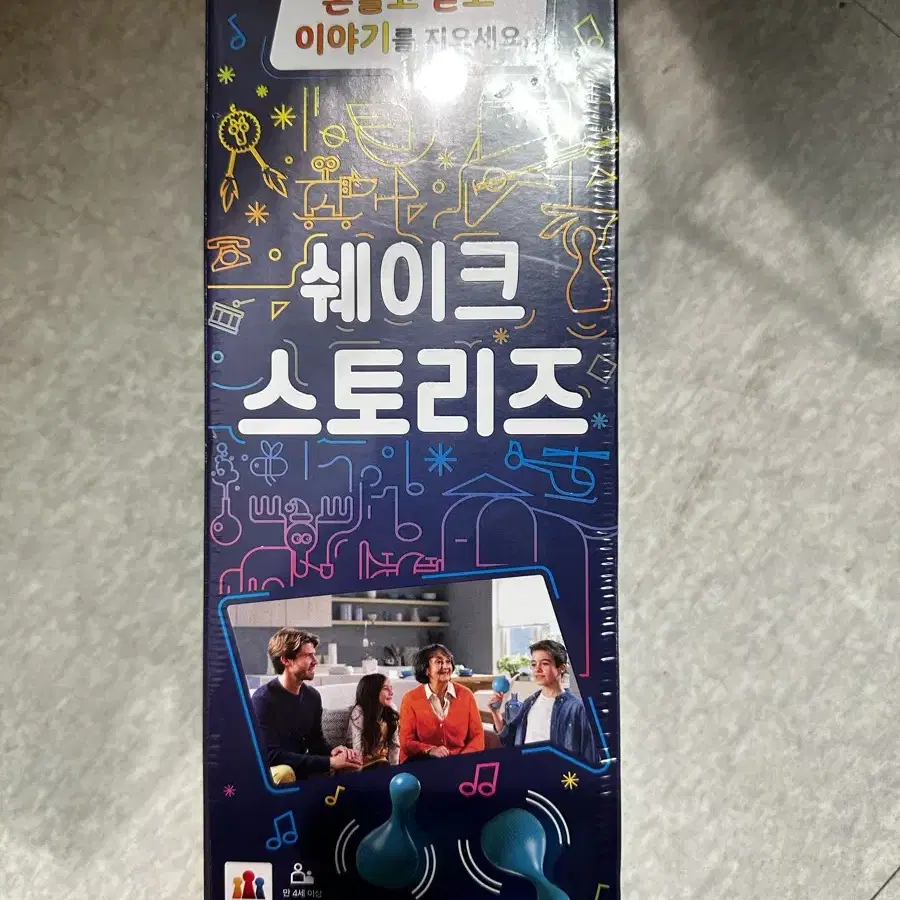 이야기를 지으세요.
쉐이크
스토리즈
만 4세 이상